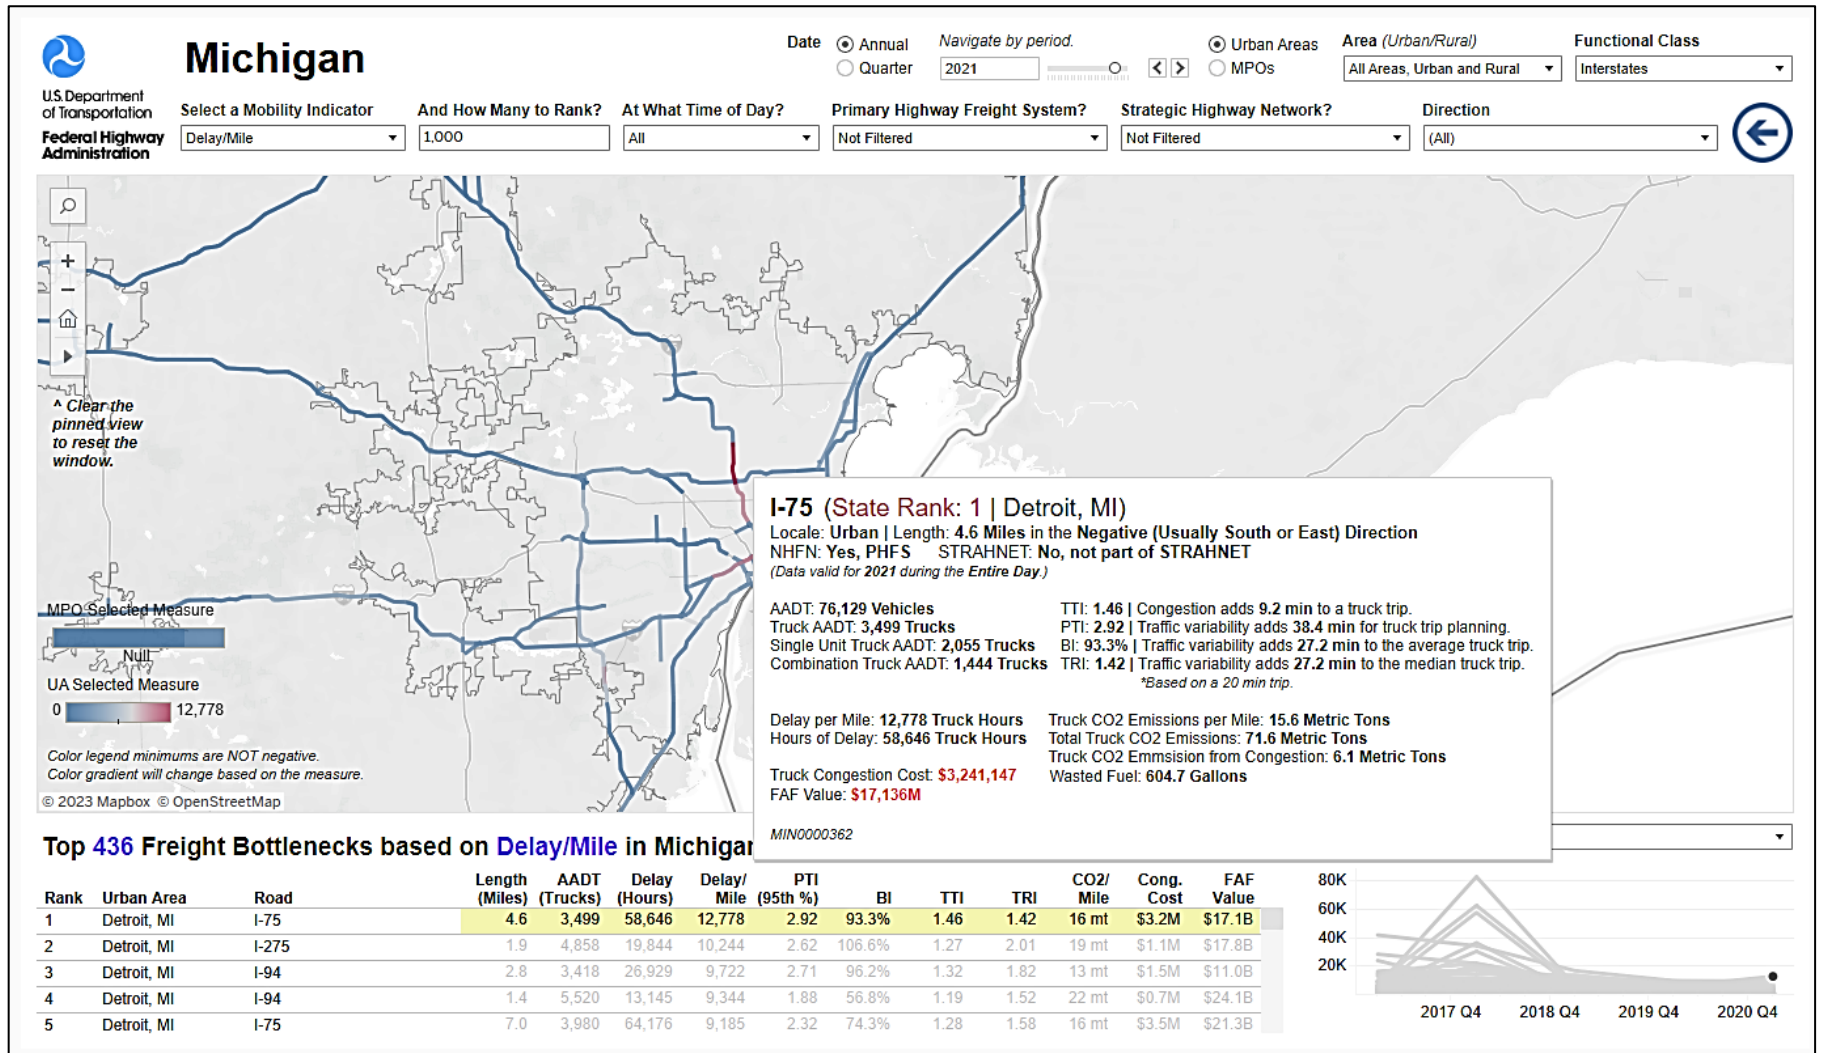 Michigan
U.S. Department
of Transportation
Federal Highway
Administration
Date
Annual
Quarter
Navigate by period.
2021
Urban Areas
MPOs
Area (Urban/Rural)
All Areas, Urban and Rural
Functional Class
Interstates
Select a Mobility Indicator
Delay/Mile
And How Many to Rank?
1,000
At What Time of Day?
All
Primary Highway Freight System?
Not Filtered
Strategic Highway Network?
Not Filtered
Direction
(All)
^ Clear the
pinned view
to reset the
window.
MPO Selected Measure
Null
UA Selected Measure
0 12,778
Color legend minimums are NOT negative.
Color gradient will change based on the measure.
© 2023 Mapbox © OpenStreetMap
I-75 (State Rank: 1 | Detroit, MI)
Locale: Urban | Length: 4.6 Miles in the Negative (Usually South or East) Direction
NHFN: Yes, PHFS STRAHNET: No, not part of STRAHNET
(Data valid for 2021 during the Entire Day.)
AADT: 76,129 Vehicles
Truck AADT: 3,499 Trucks
Single Unit Truck AADT: 2,055 Trucks
Combination Truck AADT: 1,444 Trucks
TTI: 1.46 | Congestion adds 9.2 min to a truck trip.
PTI: 2.92 | Traffic variability adds 38.4 min for truck trip planning.
BI: 93.3% | Traffic variability adds 27.2 min to the average truck trip.
TRI: 1.42 | Traffic variability adds 27.2 min to the median truck trip.
*Based on a 20 min trip.
Delay per Mile: 12,778 Truck Hours
Hours of Delay: 58,646 Truck Hours
Truck Congestion Cost: $3,241,147
FAF Value: $17,136M
Truck CO2 Emissions per Mile: 15.6 Metric Tons
Total Truck CO2 Emissions: 71.6 Metric Tons
Truck CO2 Emmsision from Congestion: 6.1 Metric Tons
Wasted Fuel: 604.7 Gallons
MIN0000362
Top 436 Freight Bottlenecks based on Delay/Mile in Michigan
Rank Urban Area Road Length (Miles) AADT (Trucks) Delay (Hours) Delay/ Mile PTI (95th %) BI TTI TRI CO2/ Mile Cong. Cost FAF Value
1 Detroit, MI I-75 4.6 3,499 58,646 12,778 2.92 93.3% 1.46 1.42 16 mt $3.2M $17.1B
2 Detroit, MI I-275 1.9 4,858 19,844 10,244 2.62 106.6% 1.27 2.01 19 mt $1.1M $17.8B
3 Detroit, MI I-94 2.8 3,418 26,929 9,722 2.71 96.2% 1.32 1.82 13 mt $1.5M $11.0B
4 Detroit, MI I-94 1.4 5,520 13,145 9,344 1.88 56.8% 1.19 1.52 22 mt $0.7M $24.1B
5 Detroit, MI I-75 7.0 3,980 64,176 9,185 2.32 74.3% 1.28 1.58 16 mt $3.5M $21.3B
80K
60K
40K
20K
2017 Q4 2018 Q4 2019 Q4 2020 Q4